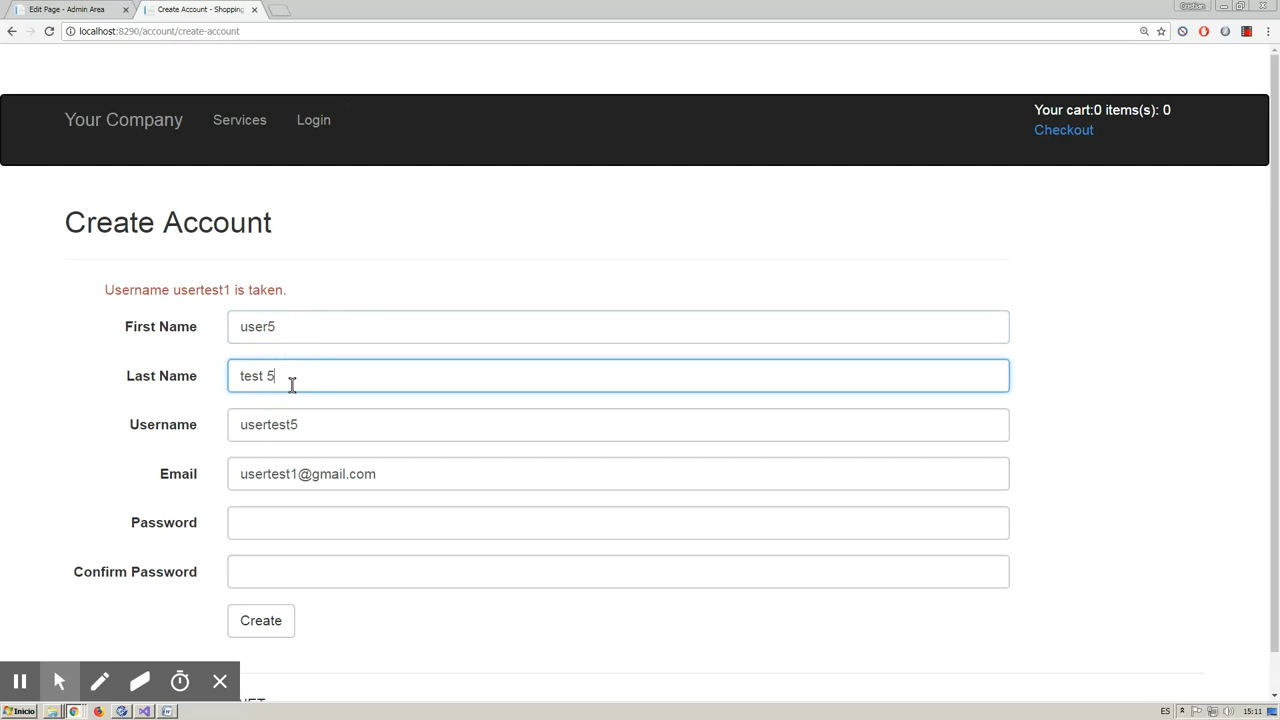 Edit Page - Admin Area
Create Account - Shopping
Cristian
localhost:8290/account/create-account
Your Company
Services
Login
Your cart:0 items(s): 0
Checkout
Create Account
Username usertest1 is taken.
First Name
user5
Last Name
test 5
Username
usertest5
Email
usertest1@gmail.com
Password
Confirm Password
Create
Inicio
ES
15:11